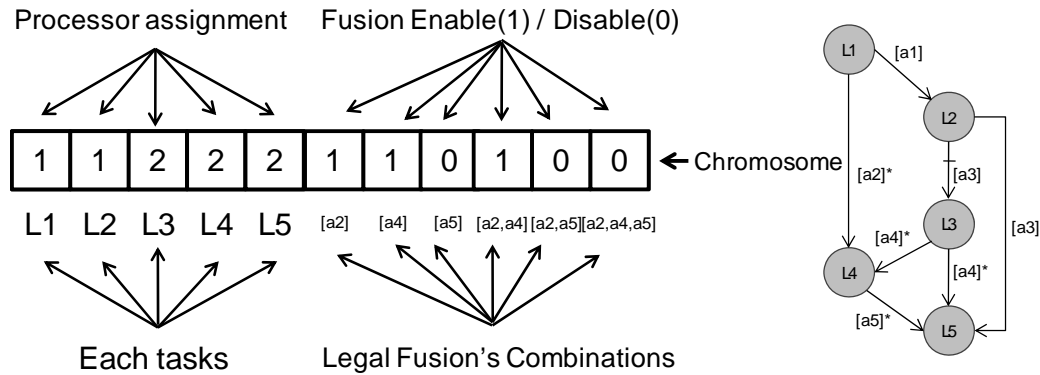 Processor assignment
Fusion Enable(1) / Disable(0)
1 1 2 2 2 1 1 0 1 0 0
Chromosome
L1 L2 L3 L4 L5 [a2] [a4] [a5] [a2,a4] [a2,a5] [a2,a4,a5]
Each tasks
Legal Fusion's Combinations
L1
[a1]
L2
[a2]*
[a3]
L3
[a3]
[a4]*
[a4]*
L4
[a5]*
L5